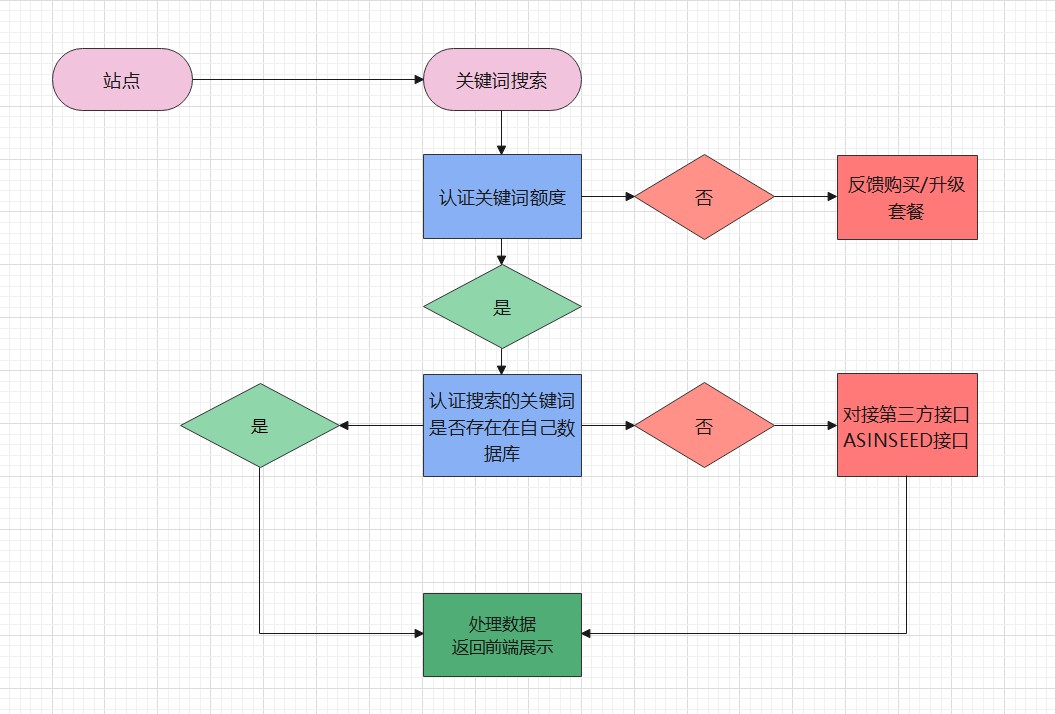 站点
关键词搜索
认证关键词额度
否
反馈购买/升级
套餐
是
是
认证搜索的关键词
是否存在在自己数
据库
否
对接第三方接口
ASINSEED接口
处理数据
返回前端展示